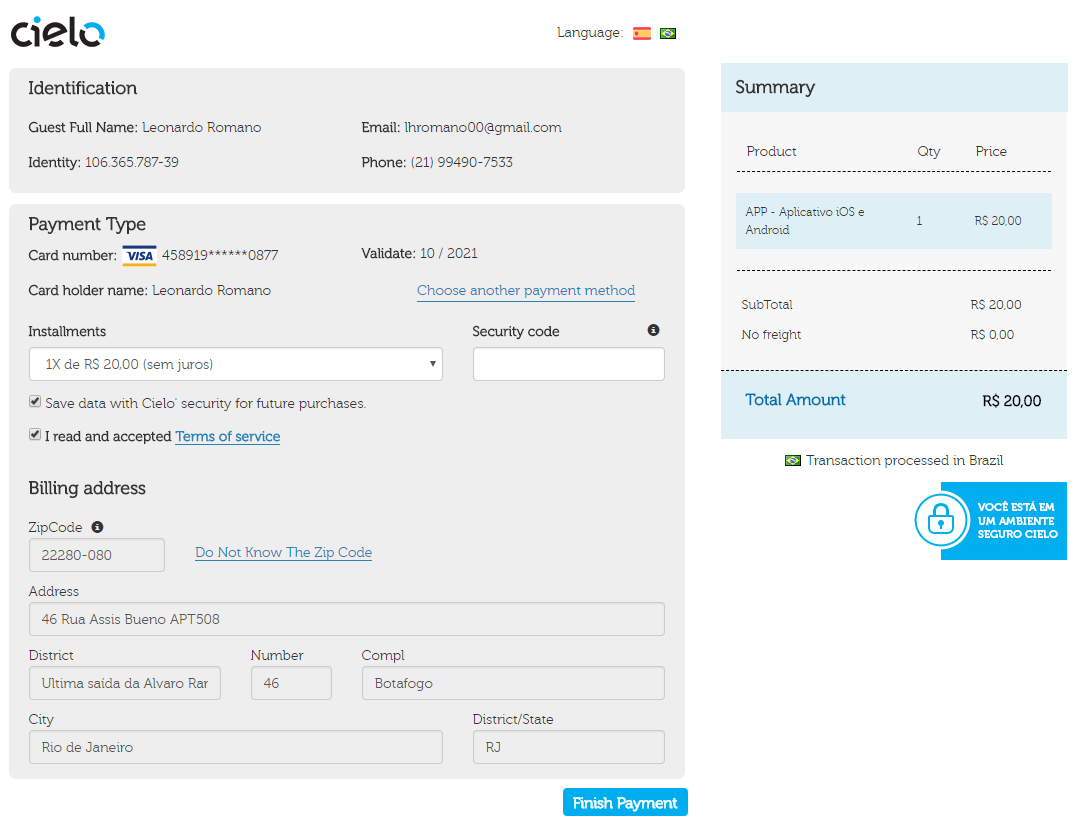 cielo
Language:
Identification
Guest Full Name: Leonardo Romano
Email: lhromano00@gmail.com
Identity: 106.365.787-39
Phone: (21) 99490-7533
Payment Type
Card number: VISA 458919******0877
Validate: 10 / 2021
Card holder name: Leonardo Romano
Choose another payment method
Installments
Security code
1X de R$ 20,00 (sem juros)
Save data with Cielo' security for future purchases.
I read and accepted Terms of service
Billing address
ZipCode
22280-080
Do Not Know The Zip Code
Address
46 Rua Assis Bueno APT508
District
Number
Compl
Ultima saída da Alvaro Rar
46
Botafogo
City
District/State
Rio de Janeiro
RJ
Finish Payment
Summary
Product Qty Price
APP - Aplicativo iOS e
Android
1
R$ 20,00
SubTotal R$ 20,00
No freight R$ 0,00
Total Amount R$ 20,00
Transaction processed in Brazil
VOCÊ ESTÁ EM
UM AMBIENTE
SEGURO CIELO